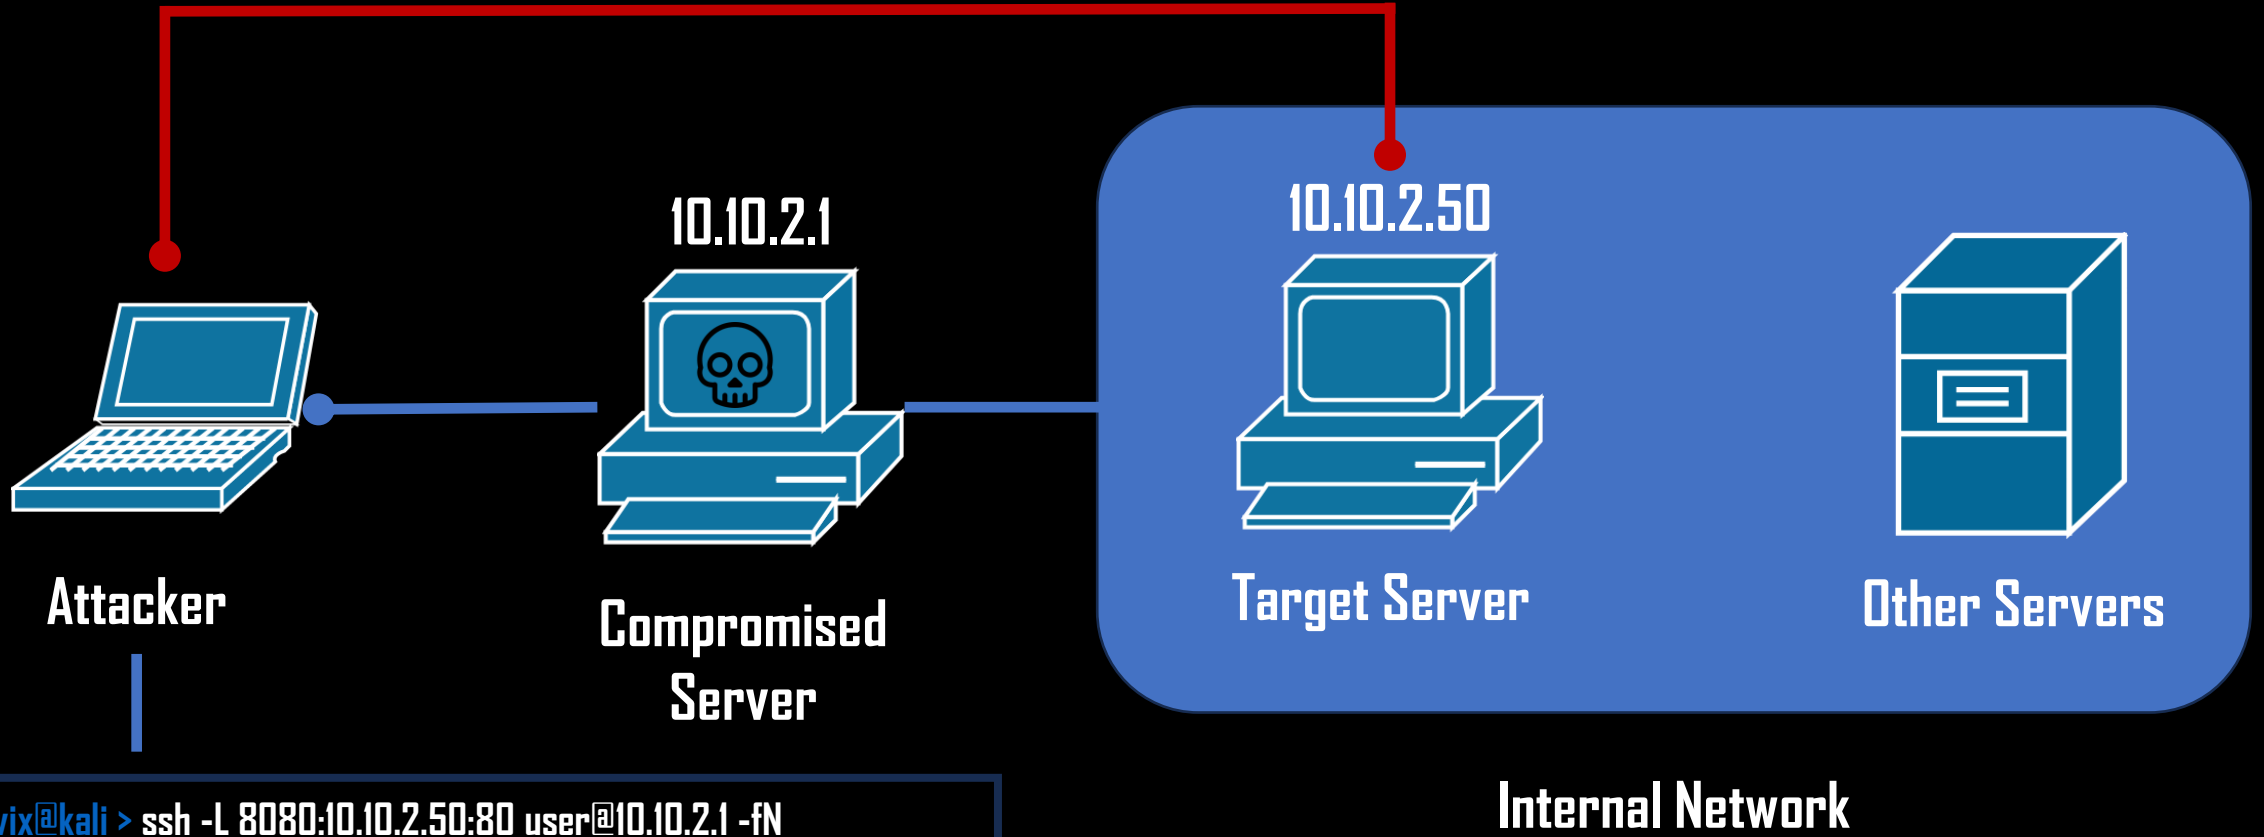 10.10.2.1
10.10.2.50
Attacker
Compromised
Server
Target Server
Other Servers
Internal Network
vix@kali > ssh -L 8080:10.10.2.50:80 user@10.10.2.1 -fN